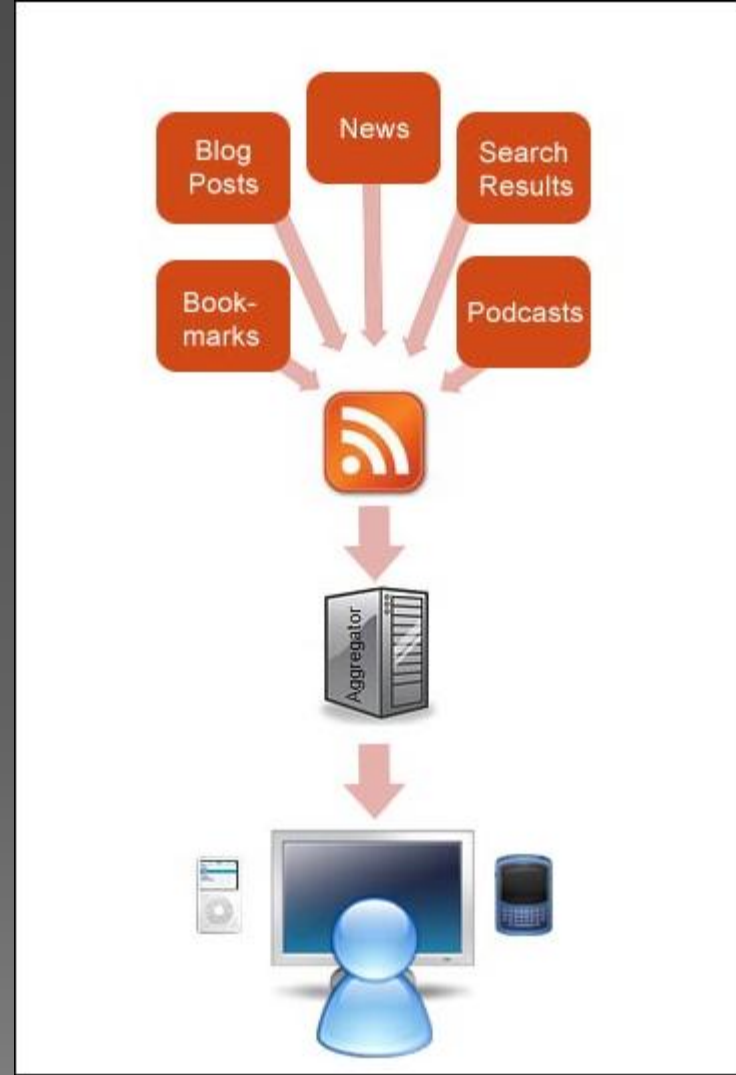 News
Blog
Posts
Search
Results
Book-
marks
Podcasts
Aggregator